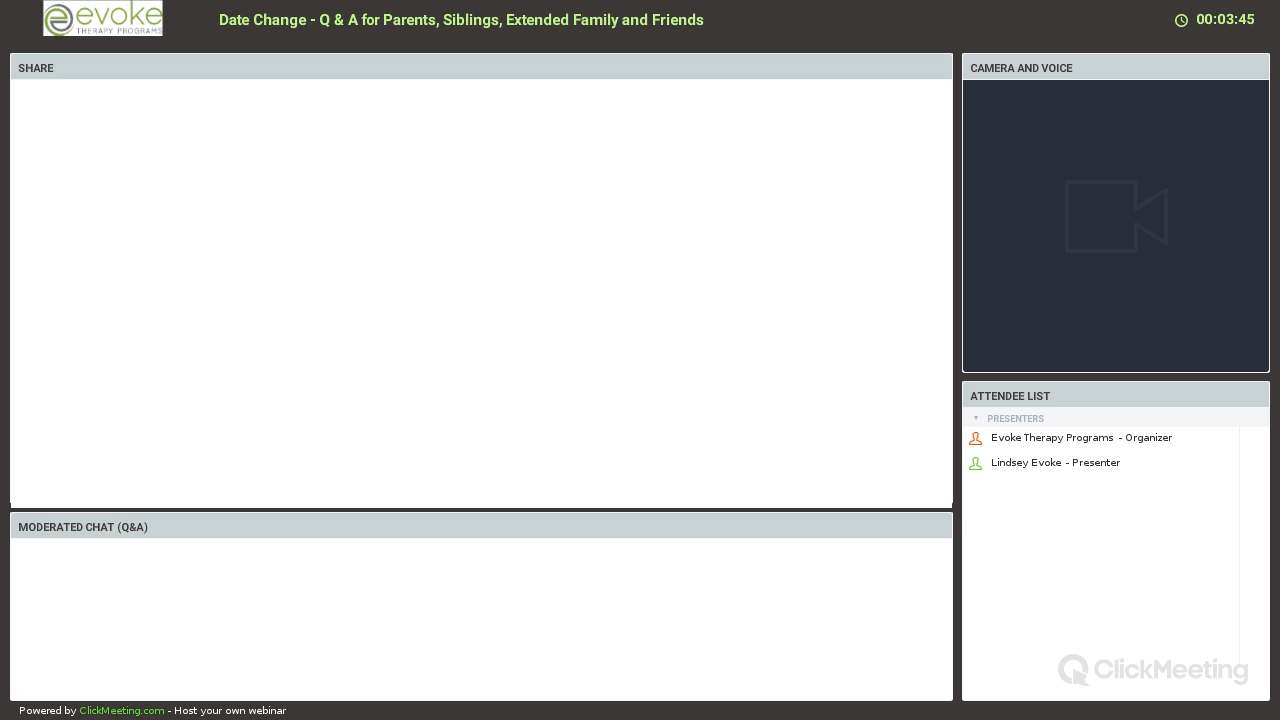 evoke
THERAPY PROGRAMS
Date Change - Q & A for Parents, Siblings, Extended Family and Friends
00:03:45
SHARE
CAMERA AND VOICE
ATTENDEE LIST
PRESENTERS
Evoke Therapy Programs - Organizer
Lindsey Evoke - Presenter
MODERATED CHAT (Q&A)
ClickMeeting
Powered by ClickMeeting.com - Host your own webinar